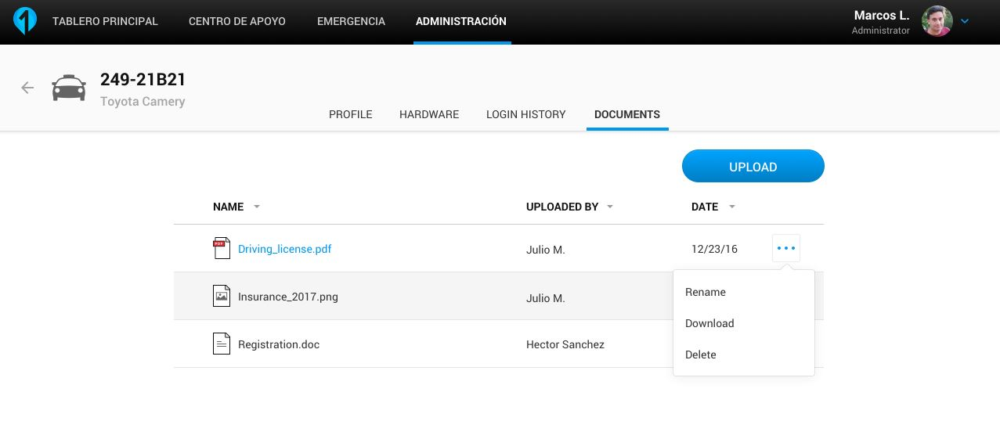 TABLERO PRINCIPAL CENTRO DE APOYO EMERGENCIA ADMINISTRACIÓN Marcos L.
Administrator
249-21B21
Toyota Camery
PROFILE HARDWARE LOGIN HISTORY DOCUMENTS
UPLOAD
NAME UPLOADED BY DATE
PDF Driving_license.pdf Julio M. 12/23/16
Insurance_2017.png Julio M.
Registration.doc Hector Sanchez
Rename
Download
Delete